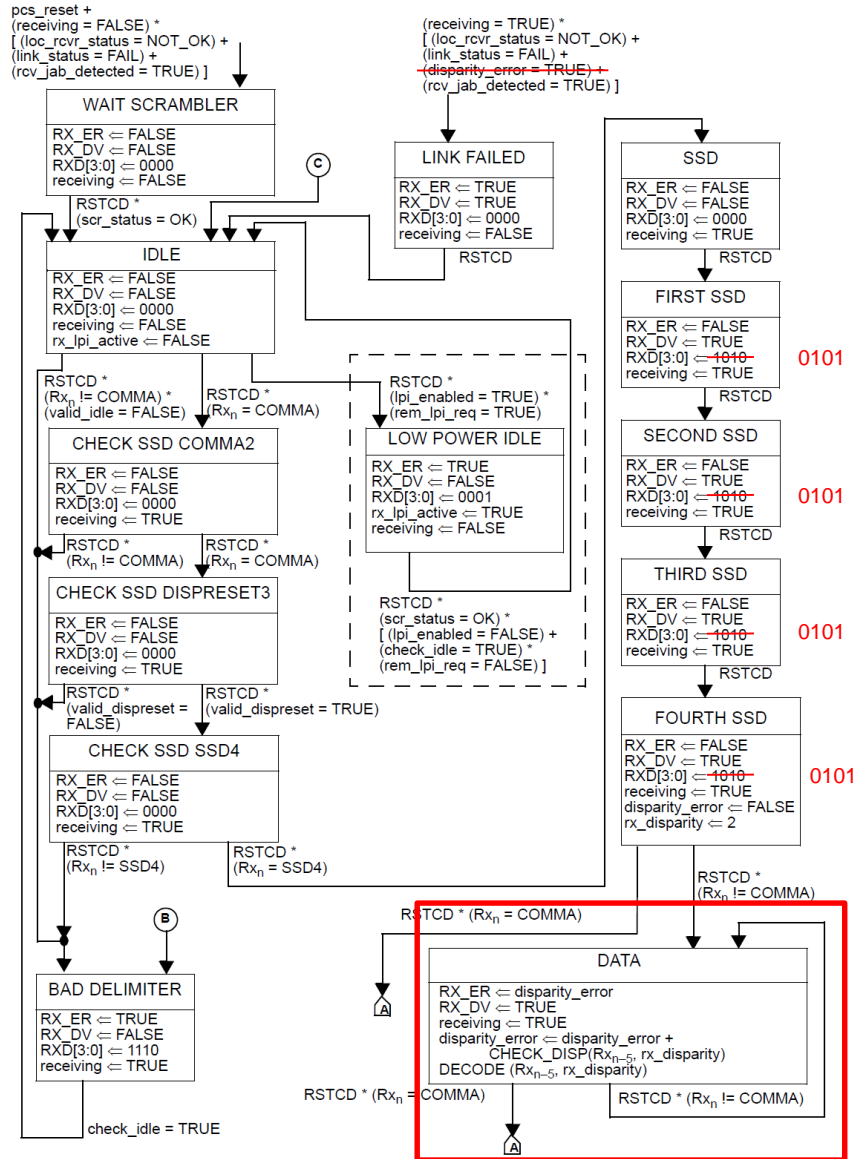 pcs_reset +
(receiving = FALSE) *
[ (loc_rcvr_status = NOT_OK) +
(link_status = FAIL) +
(rcv_jab_detected = TRUE) ]
WAIT SCRAMBLER
RX_ER ⇐ FALSE
RX_DV ⇐ FALSE
RXD[3:0] ⇐ 0000
receiving ⇐ FALSE
RSTCD *
(scr_status = OK)
C
(receiving = TRUE) *
[ (loc_rcvr_status = NOT_OK) +
(link_status = FAIL) +
(disparity_error = TRUE) +
(rcv_jab_detected = TRUE) ]
LINK FAILED
RX_ER ⇐ TRUE
RX_DV ⇐ TRUE
RXD[3:0] ⇐ 0000
receiving ⇐ FALSE
RSTCD
IDLE
RX_ER ⇐ FALSE
RX_DV ⇐ FALSE
RXD[3:0] ⇐ 0000
receiving ⇐ FALSE
rx_lpi_active ⇐ FALSE
RSTCD *
(Rxn != COMMA) *
(valid_idle = FALSE)
RSTCD *
(Rxn = COMMA)
RSTCD *
(lpi_enabled = TRUE) *
(rem_lpi_req = TRUE)
LOW POWER IDLE
RX_ER ⇐ TRUE
RX_DV ⇐ FALSE
RXD[3:0] ⇐ 0001
rx_lpi_active ⇐ TRUE
receiving ⇐ FALSE
RSTCD *
(scr_status = OK) *
[ (lpi_enabled = FALSE) +
(check_idle = TRUE) *
(rem_lpi_req = FALSE) ]
CHECK SSD COMMA2
RX_ER ⇐ FALSE
RX_DV ⇐ FALSE
RXD[3:0] ⇐ 0000
receiving ⇐ TRUE
RSTCD *
(Rxn != COMMA)
RSTCD *
(Rxn = COMMA)
CHECK SSD DISPRESET3
RX_ER ⇐ FALSE
RX_DV ⇐ FALSE
RXD[3:0] ⇐ 0000
receiving ⇐ TRUE
RSTCD *
(valid_dispreset =
FALSE)
RSTCD *
(valid_dispreset = TRUE)
CHECK SSD SSD4
RX_ER ⇐ FALSE
RX_DV ⇐ FALSE
RXD[3:0] ⇐ 0000
receiving ⇐ TRUE
RSTCD *
(Rxn != SSD4)
RSTCD *
(Rxn = SSD4)
B
BAD DELIMITER
RX_ER ⇐ TRUE
RX_DV ⇐ FALSE
RXD[3:0] ⇐ 1110
receiving ⇐ TRUE
check_idle = TRUE
SSD
RX_ER ⇐ FALSE
RX_DV ⇐ FALSE
RXD[3:0] ⇐ 0000
receiving ⇐ TRUE
RSTCD
FIRST SSD
RX_ER ⇐ FALSE
RX_DV ⇐ TRUE
RXD[3:0] ⇐ 1010 0101
receiving ⇐ TRUE
RSTCD
SECOND SSD
RX_ER ⇐ FALSE
RX_DV ⇐ TRUE
RXD[3:0] ⇐ 1010 0101
receiving ⇐ TRUE
RSTCD
THIRD SSD
RX_ER ⇐ FALSE
RX_DV ⇐ TRUE
RXD[3:0] ⇐ 1010 0101
receiving ⇐ TRUE
RSTCD
FOURTH SSD
RX_ER ⇐ FALSE
RX_DV ⇐ TRUE
RXD[3:0] ⇐ 1010 0101
receiving ⇐ TRUE
disparity_error ⇐ FALSE
rx_disparity ⇐ 2
RSTCD * (Rxn = COMMA)
A
RSTCD *
(Rxn != COMMA)
DATA
RX_ER ⇐ disparity_error
RX_DV ⇐ TRUE
receiving ⇐ TRUE
disparity_error ⇐ disparity_error +
CHECK_DISP(Rxn–5, rx_disparity)
DECODE (Rxn–5, rx_disparity)
RSTCD * (Rxn = COMMA)
A
RSTCD * (Rxn != COMMA)